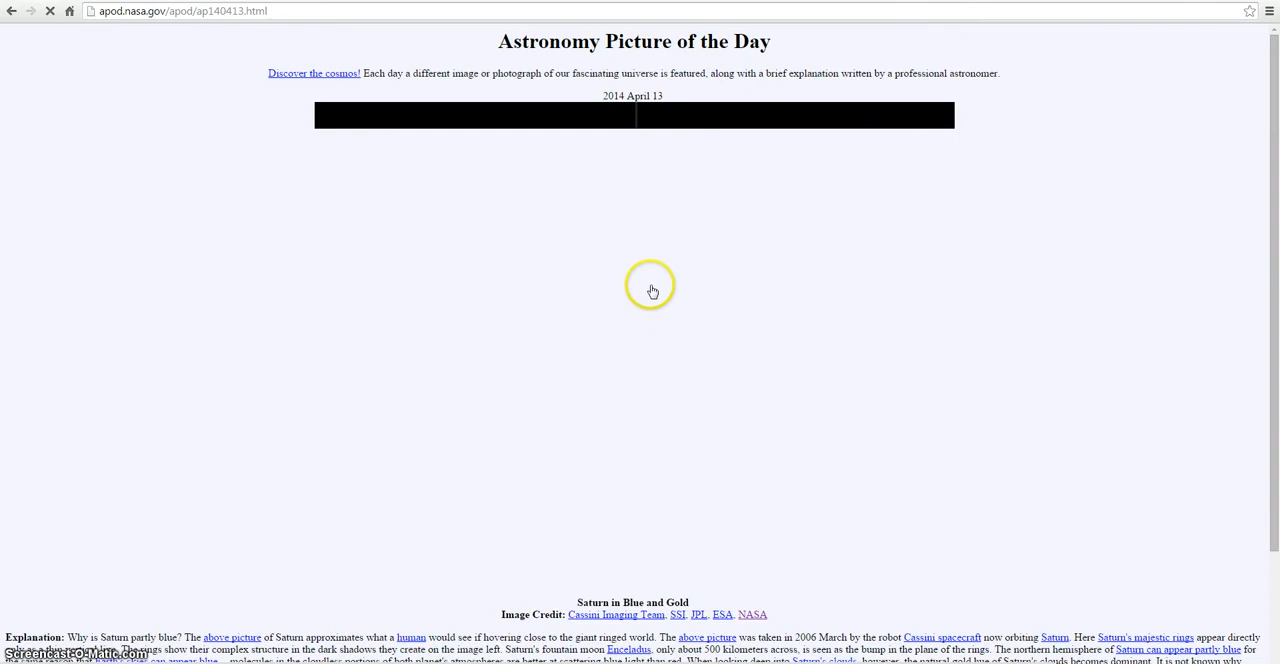 apod.nasa.gov/apod/ap140413.html
Astronomy Picture of the Day
Discover the cosmos! Each day a different image or photograph of our fascinating universe is featured, along with a brief explanation written by a professional astronomer.
2014 April 13
Saturn in Blue and Gold
Image Credit: Cassini Imaging Team, SSI, JPL, ESA, NASA
Explanation: Why is Saturn partly blue? The above picture of Saturn approximates what a human would see if hovering close to the giant ringed world. The above picture was taken in 2006 March by the robot Cassini spacecraft now orbiting Saturn. Here Saturn's majestic rings appear directly
The rings show their complex structure in the dark shadows they create on the image left. Saturn's fountain moon Enceladus, only about 500 kilometers across, is seen as the bump in the plane of the rings. The northern hemisphere of Saturn can appear partly blue for
molecules in the cloudless portions of both planet's atmospheres are better at scattering blue light than red. When looking deep into Saturn's clouds, however, the natural gold hue of Saturn's clouds becomes dominant. It is not known why
Screencast-O-Matic.com